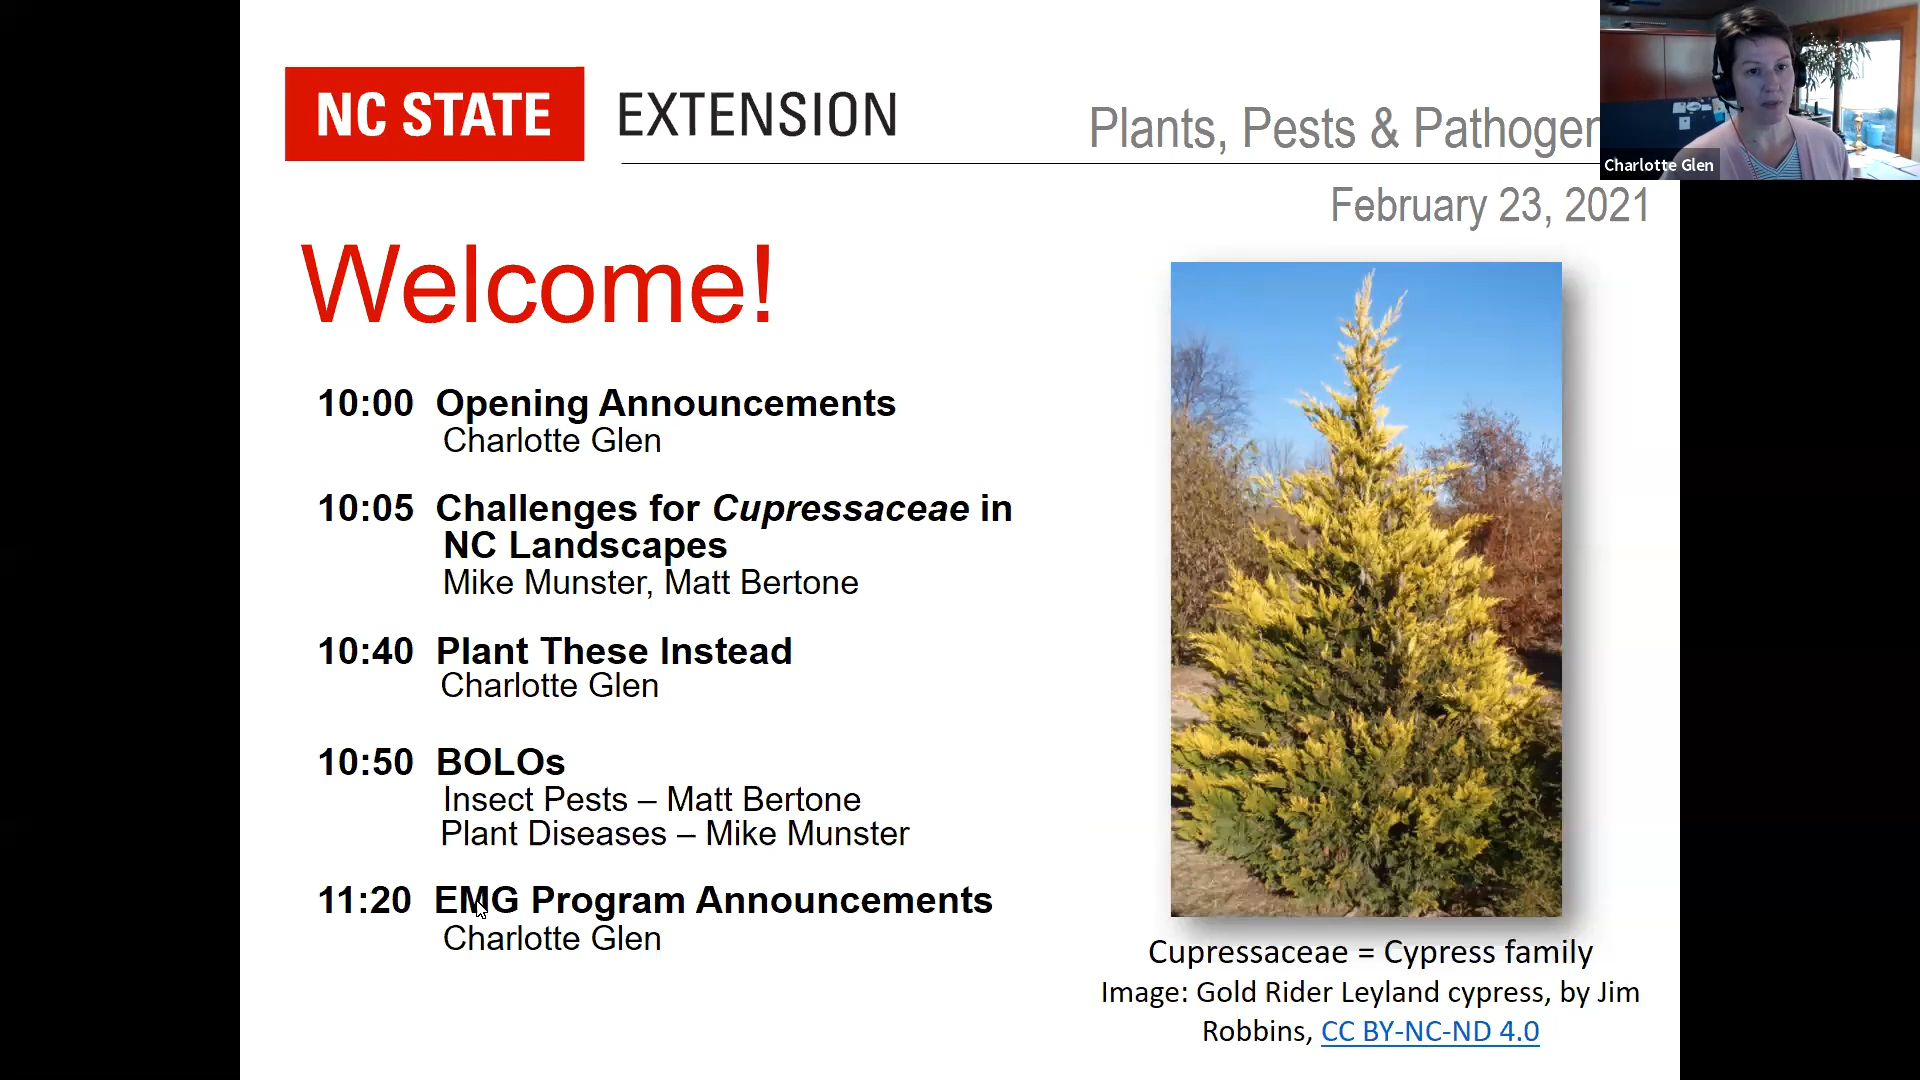 NC STATE EXTENSION
Plants, Pests & Pathogen
Charlotte Glen
February 23, 2021
Welcome!
10:00 Opening Announcements
Charlotte Glen
10:05 Challenges for Cupressaceae in
NC Landscapes
Mike Munster, Matt Bertone
10:40 Plant These Instead
Charlotte Glen
10:50 BOLOs
Insect Pests – Matt Bertone
Plant Diseases – Mike Munster
11:20 EMG Program Announcements
Charlotte Glen
Cupressaceae = Cypress family
Image: Gold Rider Leyland cypress, by Jim
Robbins, CC BY-NC-ND 4.0